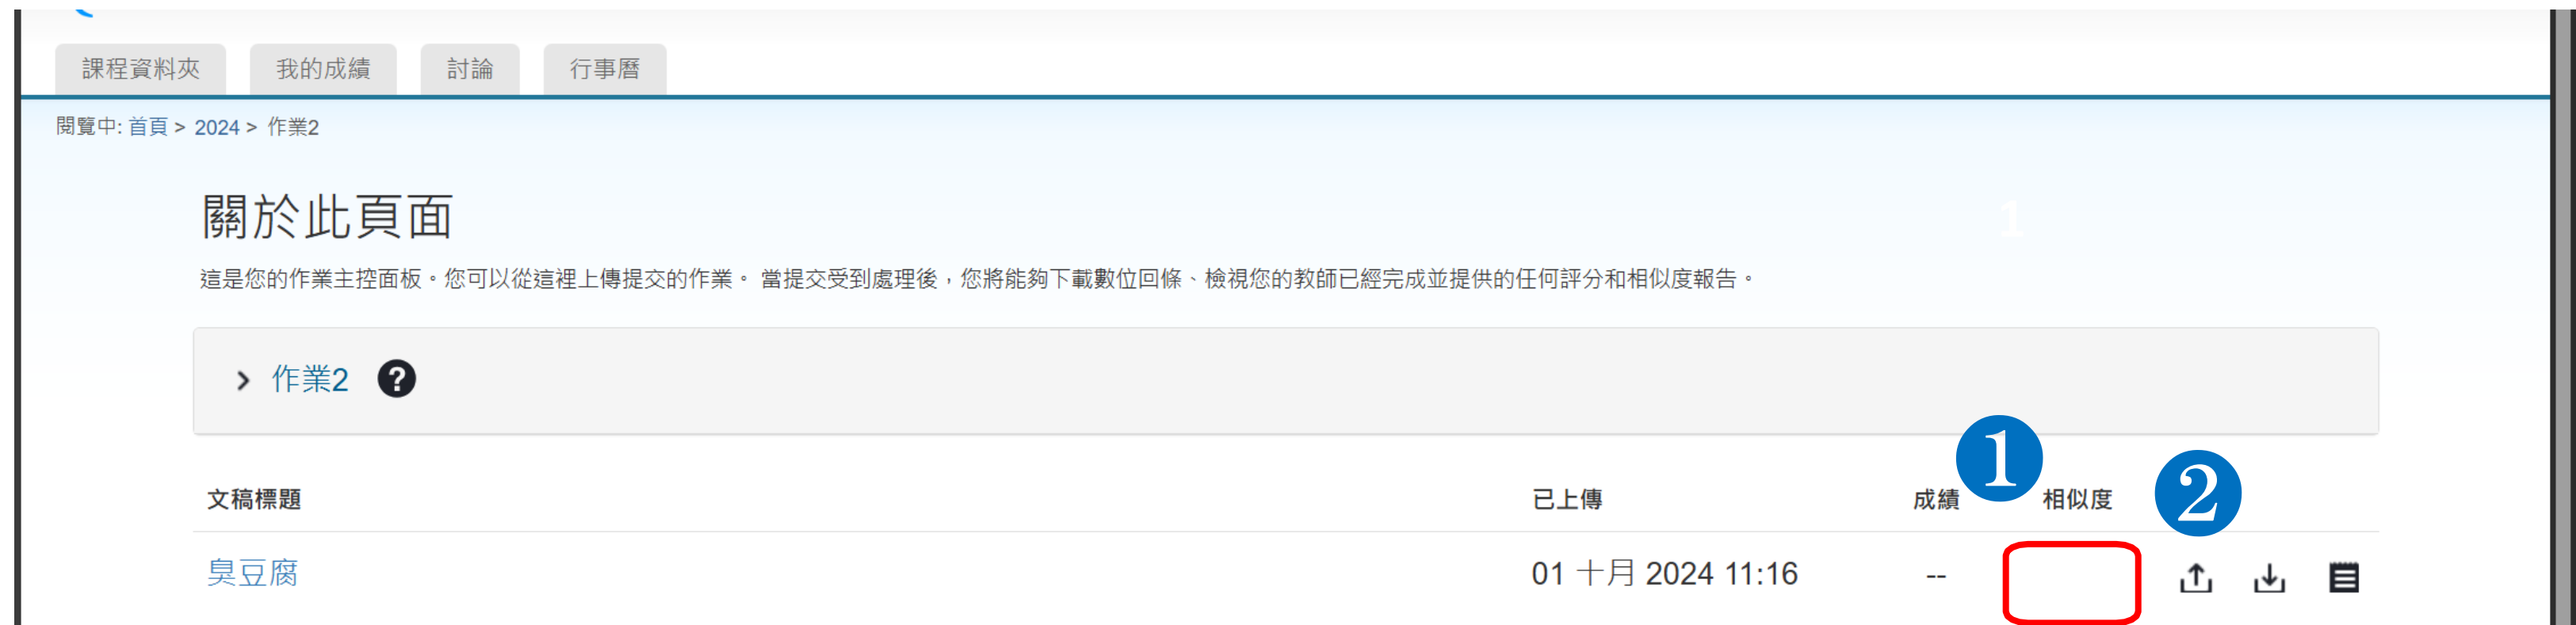 課程資料夾 我的成績 討論 行事曆
閱覽中: 首頁 > 2024 > 作業2
關於此頁面
1
這是您的作業主控面板。您可以從這裡上傳提交的作業。 當提交受到處理後，您將能夠下載數位回條、檢視您的教師已經完成並提供的任何評分和相似度報告。
> 作業2 ?
1
2
文稿標題 已上傳 成績 相似度
臭豆腐 01 十月 2024 11:16 --